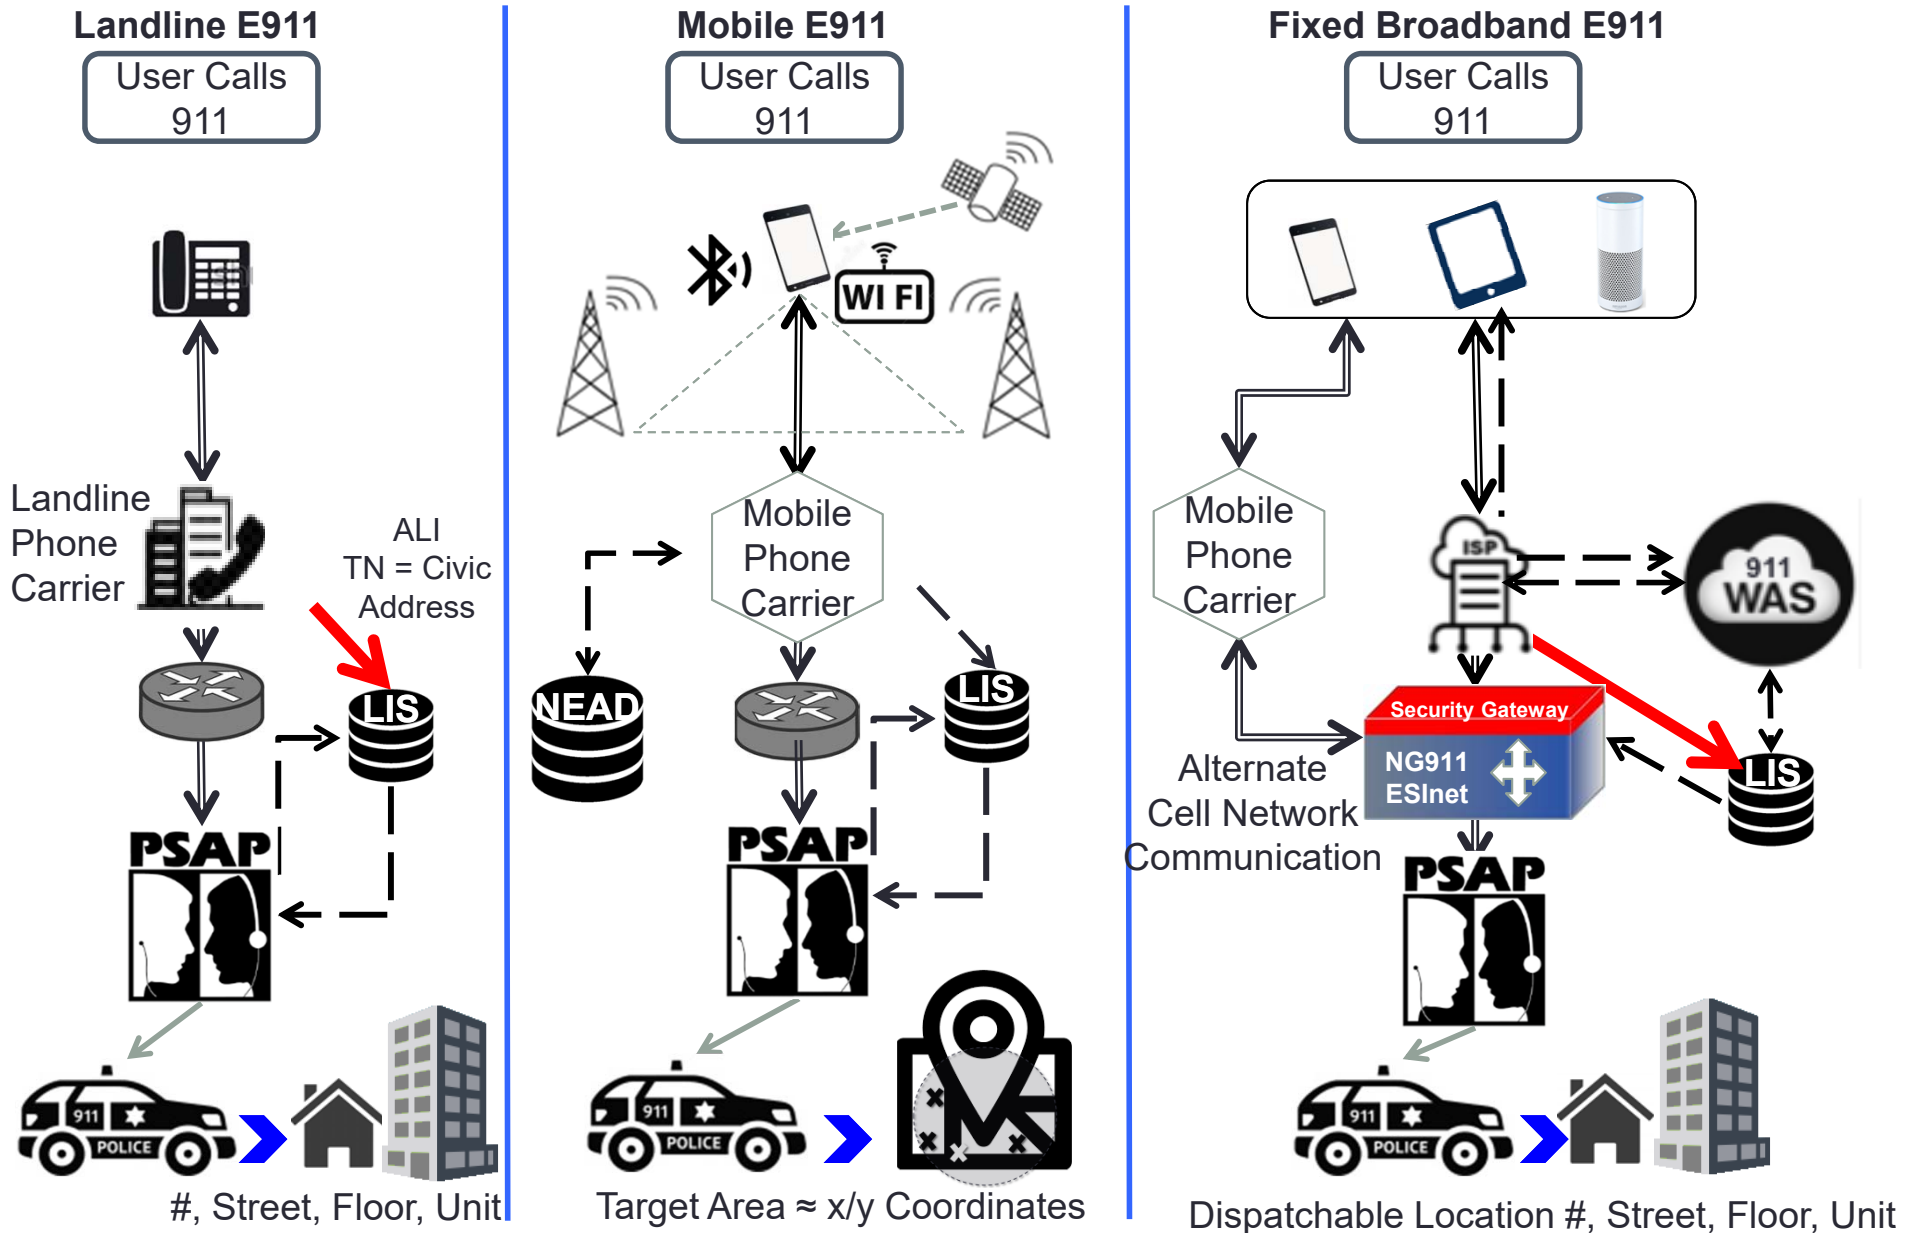 Landline E911
User Calls
911
Landline
Phone
Carrier
ALI
TN = Civic
Address
LIS
PSAP
911
POLICE
#, Street, Floor, Unit
Mobile E911
User Calls
911
WI FI
Mobile
Phone
Carrier
NEAD
LIS
PSAP
911
POLICE
Target Area ≈ x/y Coordinates
Fixed Broadband E911
User Calls
911
Mobile
Phone
Carrier
ISP
911
WAS
Security Gateway
NG911
ESInet
LIS
Alternate
Cell Network
Communication
PSAP
911
POLICE
Dispatchable Location #, Street, Floor, Unit